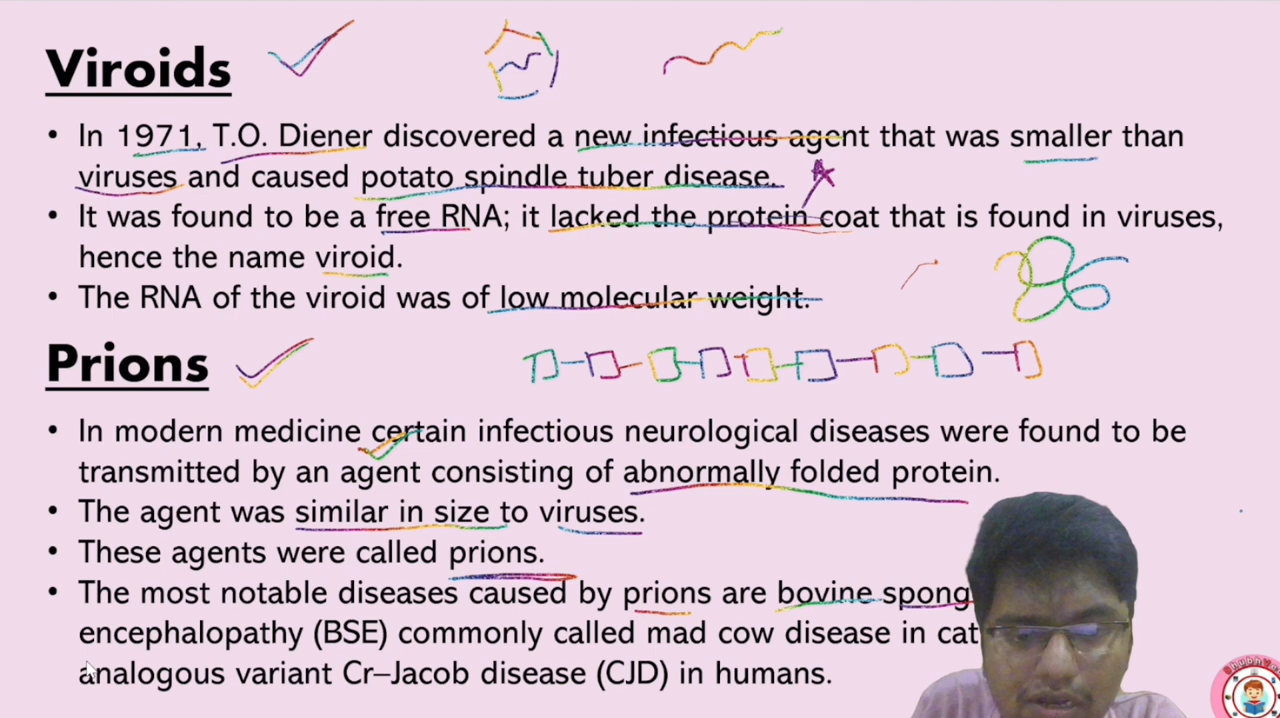 Viroids
• In 1971, T.O. Diener discovered a new infectious agent that was smaller than
viruses and caused potato spindle tuber disease.
• It was found to be a free RNA; it lacked the protein coat that is found in viruses,
hence the name viroid.
• The RNA of the viroid was of low molecular weight.
Prions
• In modern medicine certain infectious neurological diseases were found to be
transmitted by an agent consisting of abnormally folded protein.
• The agent was similar in size to viruses.
• These agents were called prions.
• The most notable diseases caused by prions are bovine spong
encephalopathy (BSE) commonly called mad cow disease in cat
analogous variant Cr–Jacob disease (CJD) in humans.